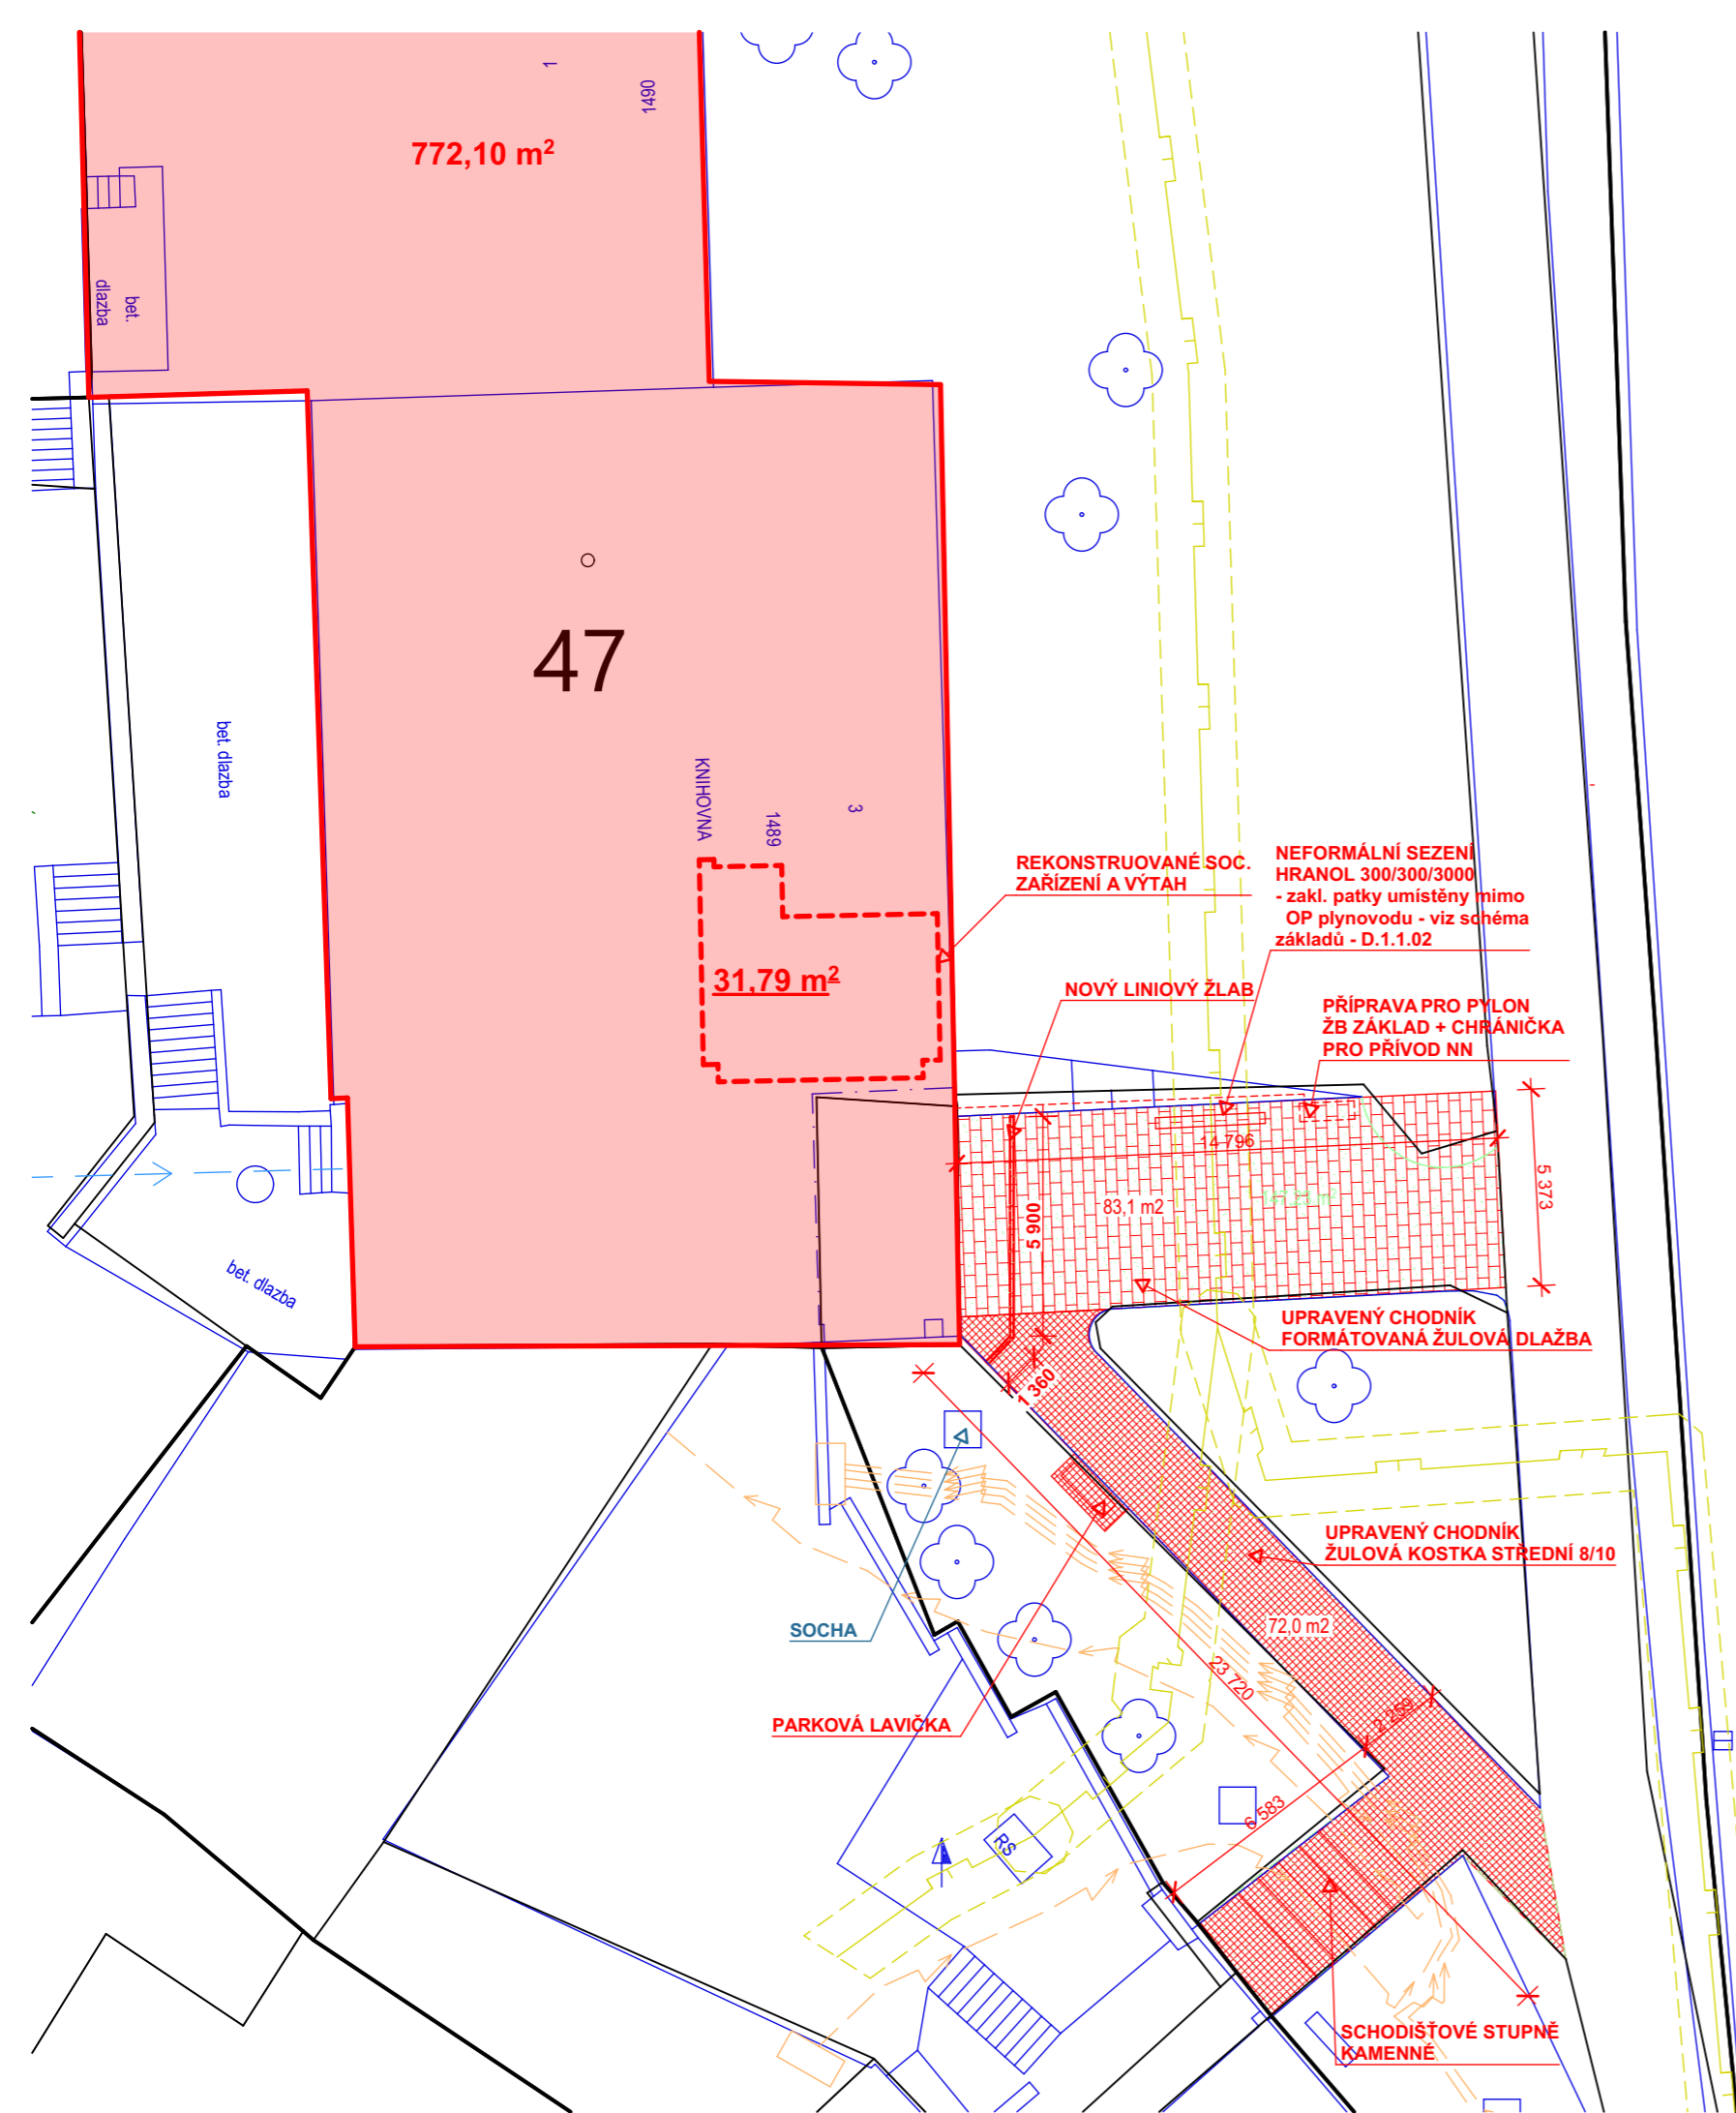 1
1490
772,10 m²
bet.
dlazba
47
bet. dlazba
KNIHOVNA
1489
3
REKONSTRUOVANÉ SOC.
ZAŘÍZENÍ A VÝTAH
NEFORMÁLNÍ SEZENÍ
HRANOL 300/300/3000
- zakl. patky umístěny mimo
OP plynovodu - viz schéma
základů - D.1.1.02
31,79 m²
NOVÝ LINIOVÝ ŽLAB
PŘÍPRAVA PRO PYLON
ŽB ZÁKLAD + CHRÁNIČKA
PRO PŘÍVOD NN
14 796
5 373
83,1 m2
147,23 m²
5 900
bet. dlazba
UPRAVENÝ CHODNÍK
FORMÁTOVANÁ ŽULOVÁ DLAŽBA
1 360
UPRAVENÝ CHODNÍK
ŽULOVÁ KOSTKA STŘEDNÍ 8/10
SOCHA
72,0 m2
23 720
2 259
PARKOVÁ LAVIČKA
6 583
RS
SCHODIŠŤOVÉ STUPNĚ
KAMENNÉ